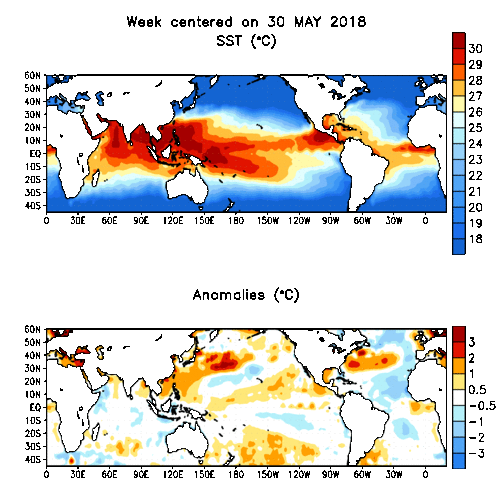 Week centered on 30 MAY 2018
SST (°C)
60N
50N
40N
30N
20N
10N
EQ
10S
20S
30S
40S
0 30E 60E 90E 120E 150E 180 150W 120W 90W 60W 30W 0
30
29
28
27
26
25
23
22
21
20
19
18
Anomalies (°C)
60N
50N
40N
30N
20N
10N
EQ
10S
20S
30S
40S
0 30E 60E 90E 120E 150E 180 150W 120W 90W 60W 30W 0
3
2
1
0.5
-0.5
-1
-2
-3